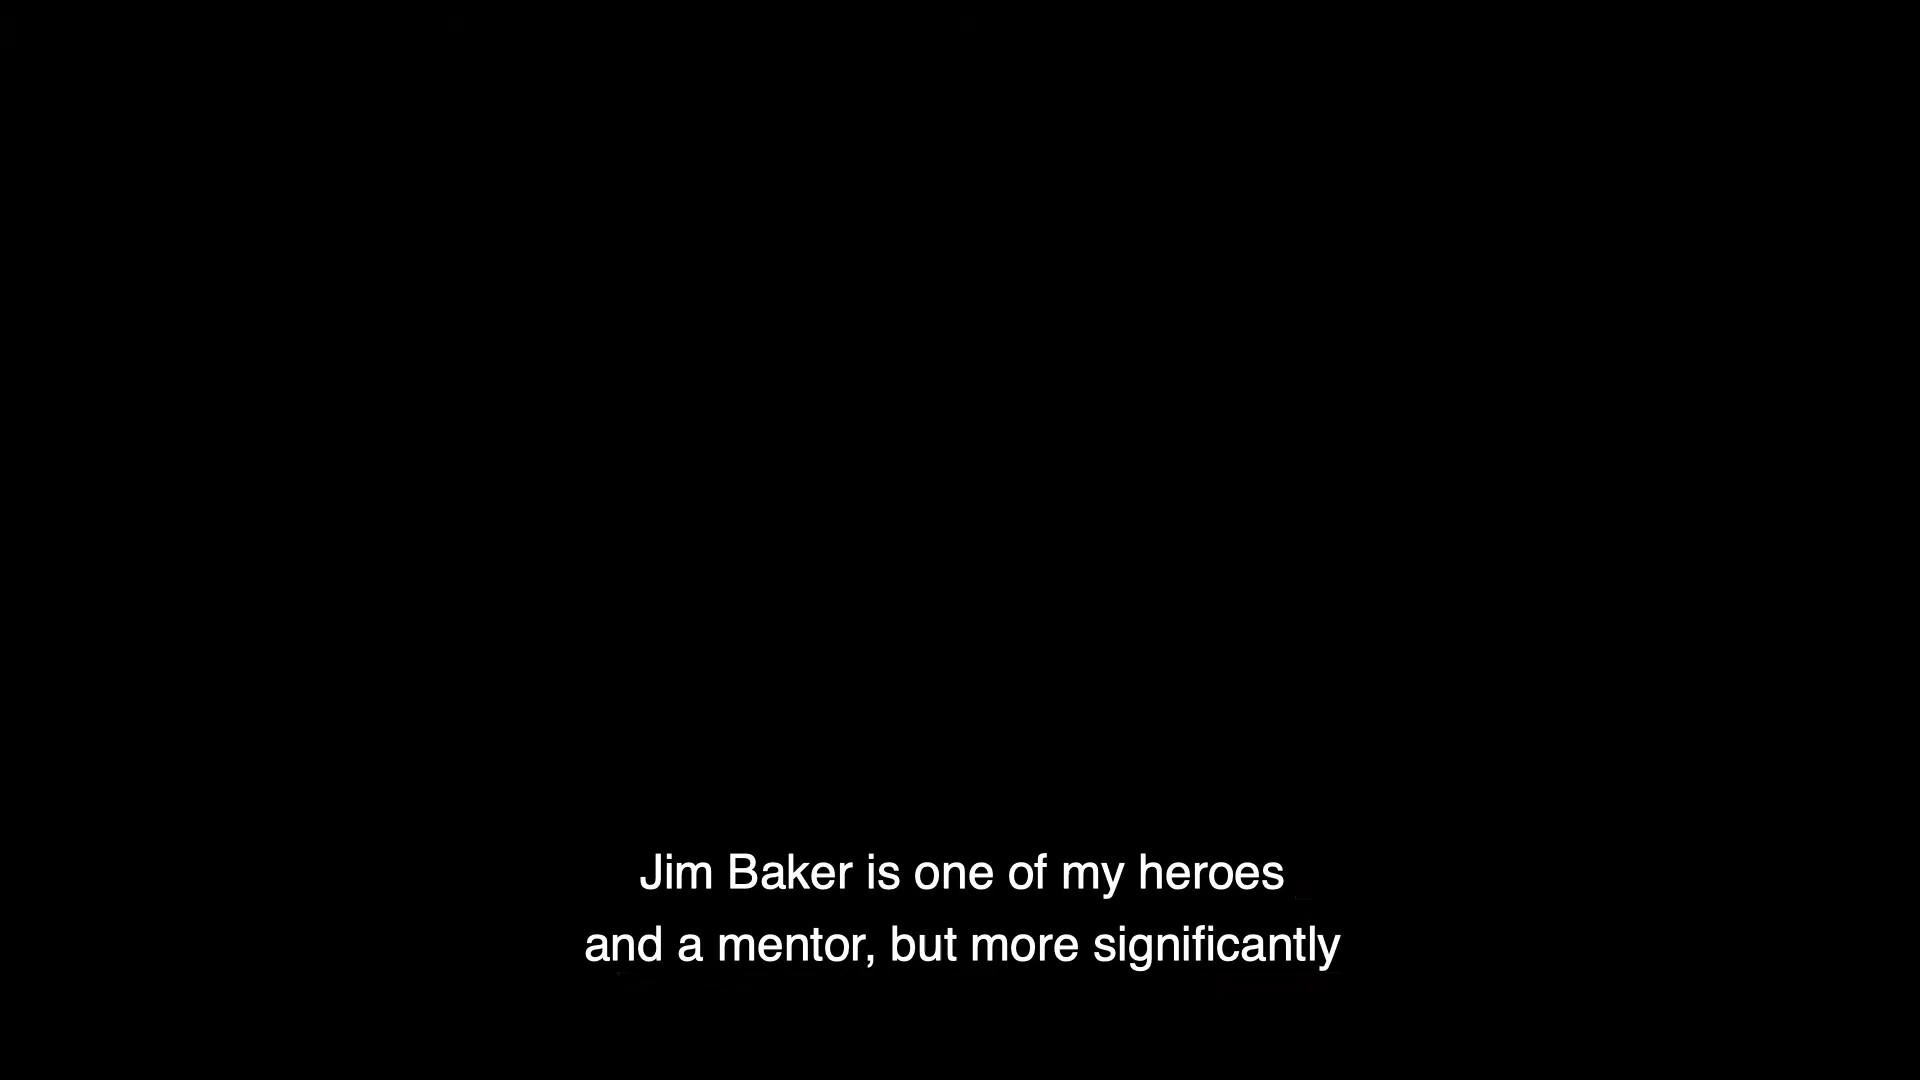 Jim Baker is one of my heroes
and a mentor, but more significantly